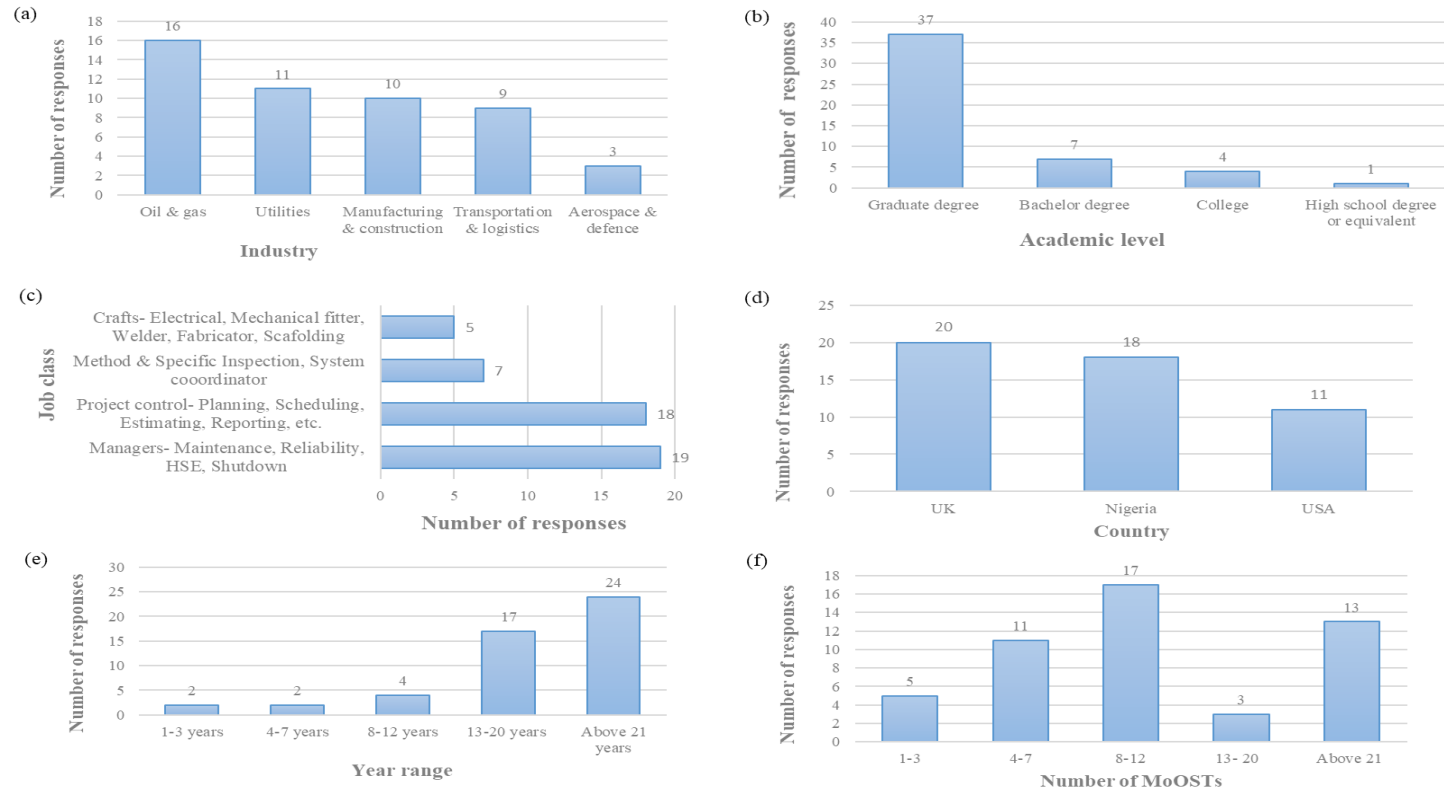 (a)
Number of responses
18
16
14
12
10
8
6
4
2
0
16
11
10
9
3
Oil & gas
Utilities
Manufacturing
& construction
Transportation
& logistics
Aerospace &
defence
Industry
(b)
Number of responses
40
35
30
25
20
15
10
5
0
37
7
4
1
Graduate degree
Bachelor degree
College
High school degree
or equivalent
Academic level
(c)
Job class
Crafts- Electrical, Mechanical fitter,
Welder, Fabricator, Scafolding
5
Method & Specific Inspection, System
cooordinator
7
Project control- Planning, Scheduling,
Estimating, Reporting, etc.
18
Managers- Maintenance, Reliability,
HSE, Shutdown
19
0
5
10
15
20
Number of responses
(d)
Number of responses
25
20
15
10
5
0
20
18
11
UK
Nigeria
USA
Country
(e)
Number of responses
30
25
20
15
10
5
0
2
2
4
17
24
1-3 years
4-7 years
8-12 years
13-20 years
Above 21
years
Year range
(f)
Number of responses
18
16
14
12
10
8
6
4
2
0
5
11
17
3
13
1-3
4-7
8-12
13- 20
Above 21
Number of MoOSTs